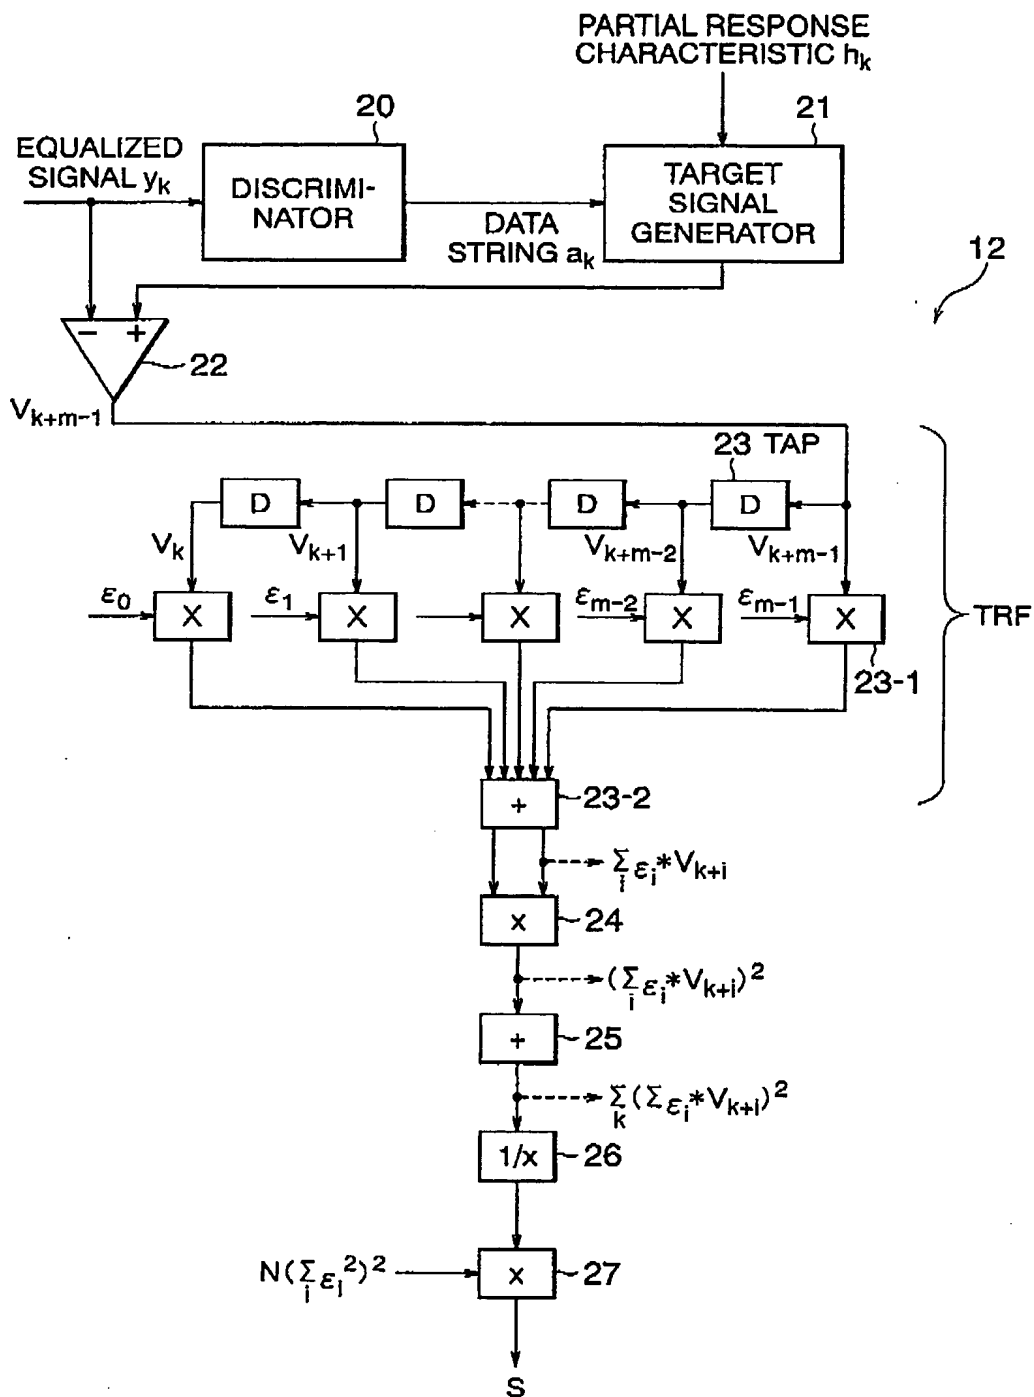 PARTIAL RESPONSE
CHARACTERISTIC hk
20
21
EQUALIZED
SIGNAL yk
DISCRIMI-
NATOR
DATA
STRING ak
TARGET
SIGNAL
GENERATOR
12
− +
22
Vk+m−1
23 TAP
D D D D
Vk Vk+1 Vk+m−2 Vk+m−1
ε0 X ε1 X X εm−2 X εm−1 X
TRF
23-1
+ 23-2
Σi εi*Vk+i
X 24
(Σi εi*Vk+i)²
+ 25
Σk(Σ εi*Vk+i)²
1/x 26
N(Σi εi²)² x 27
S